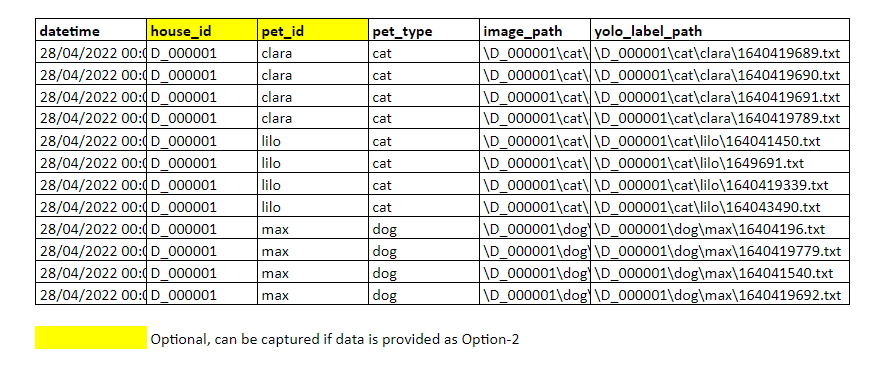 datetime house_id pet_id pet_type image_path yolo_label_path
28/04/2022 00:0 D_000001 clara cat \D_000001\cat\ \D_000001\cat\clara\1640419689.txt
28/04/2022 00:0 D_000001 clara cat \D_000001\cat\ \D_000001\cat\clara\1640419690.txt
28/04/2022 00:0 D_000001 clara cat \D_000001\cat\ \D_000001\cat\clara\1640419691.txt
28/04/2022 00:0 D_000001 clara cat \D_000001\cat\ \D_000001\cat\clara\1640419789.txt
28/04/2022 00:0 D_000001 lilo cat \D_000001\cat\ \D_000001\cat\lilo\164041450.txt
28/04/2022 00:0 D_000001 lilo cat \D_000001\cat\ \D_000001\cat\lilo\1649691.txt
28/04/2022 00:0 D_000001 lilo cat \D_000001\cat\ \D_000001\cat\lilo\1640419339.txt
28/04/2022 00:0 D_000001 lilo cat \D_000001\cat\ \D_000001\cat\lilo\164043490.txt
28/04/2022 00:0 D_000001 max dog \D_000001\dog\ \D_000001\dog\max\16404196.txt
28/04/2022 00:0 D_000001 max dog \D_000001\dog\ \D_000001\dog\max\1640419779.txt
28/04/2022 00:0 D_000001 max dog \D_000001\dog\ \D_000001\dog\max\164041540.txt
28/04/2022 00:0 D_000001 max dog \D_000001\dog\ \D_000001\dog\max\1640419692.txt
Optional, can be captured if data is provided as Option-2